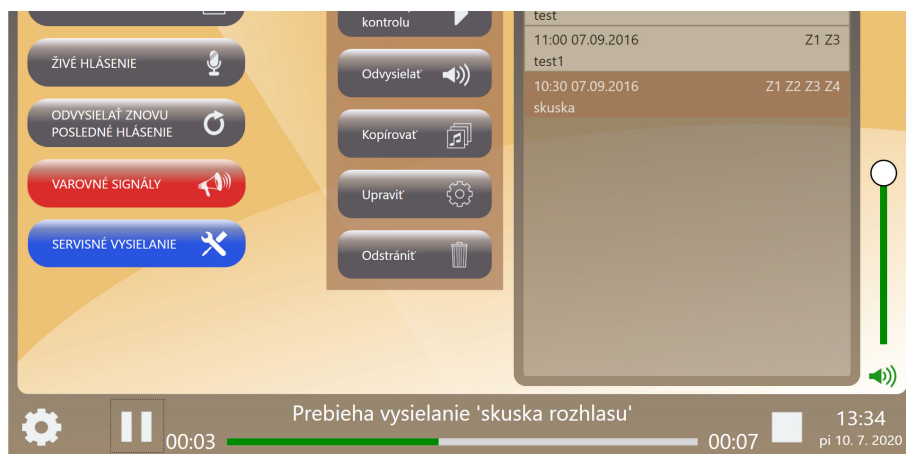 kontrolu
test
11:00 07.09.2016 Z1 Z3
test1
10:30 07.09.2016 Z1 Z2 Z3 Z4
skuska
ŽIVÉ HLÁSENIE
ODVYSIELAŤ ZNOVU
POSLEDNÉ HLÁSENIE
VAROVNÉ SIGNÁLY
SERVISNÉ VYSIELANIE
Odvysielať
Kopírovať
Upraviť
Odstrániť
Prebieha vysielanie 'skuska rozhlasu'
00:03
00:07
13:34
pi 10. 7. 2020